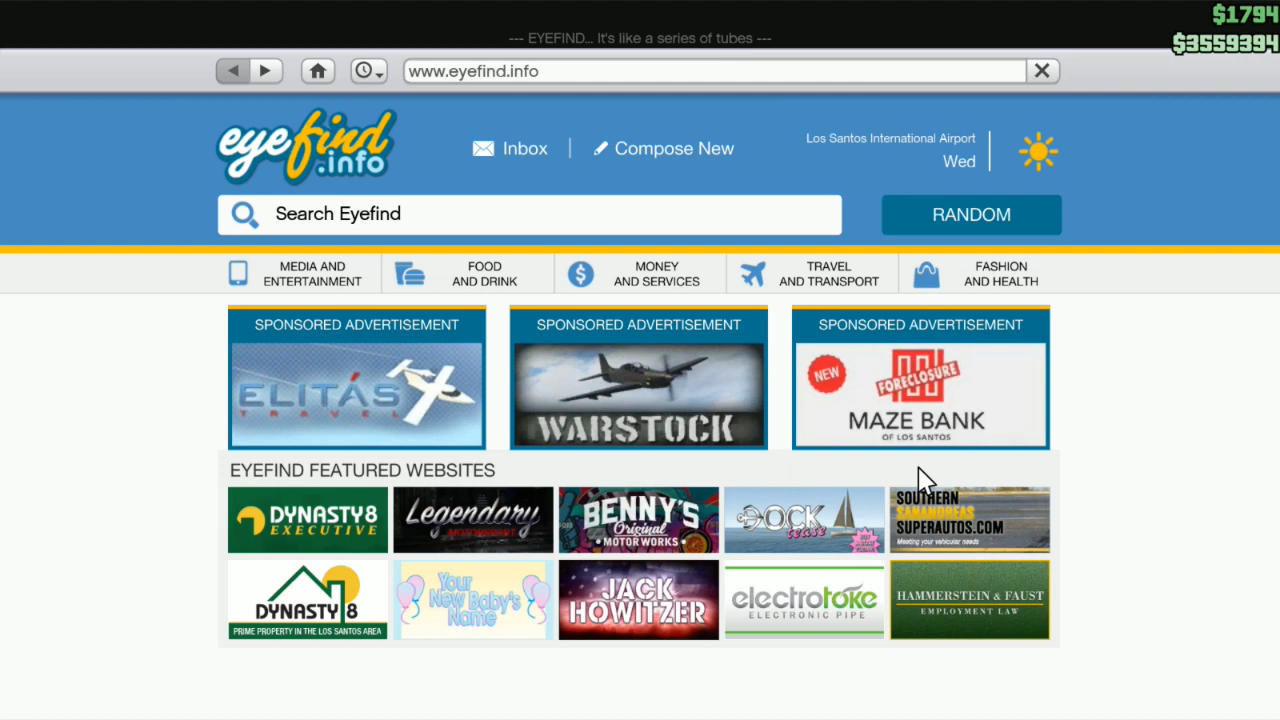 $1794
--- EYEFIND... It's like a series of tubes ---
$3559394
www.eyefind.info
eyefind
.info
Inbox
Compose New
Los Santos International Airport
Wed
Search Eyefind
RANDOM
MEDIA AND
ENTERTAINMENT
FOOD
AND DRINK
MONEY
AND SERVICES
TRAVEL
AND TRANSPORT
FASHION
AND HEALTH
SPONSORED ADVERTISEMENT
ELITÁS
TRAVEL
SPONSORED ADVERTISEMENT
WARSTOCK
SPONSORED ADVERTISEMENT
NEW
FORECLOSURE
MAZE BANK
OF LOS SANTOS
EYEFIND FEATURED WEBSITES
DYNASTY8
EXECUTIVE
Legendary
MOTORSPORT
BENNY'S
Original
MOTORWORKS
DOCK
tease
SOUTHERN
SANANDREAS
SUPERAUTOS.COM
Meeting your vehicular needs
DYNASTY 8
PRIME PROPERTY IN THE LOS SANTOS AREA
Your
New Baby's
Name
JACK
HOWITZER
electrotoke
ELECTRONIC PIPE
HAMMERSTEIN & FAUST
EMPLOYMENT LAW